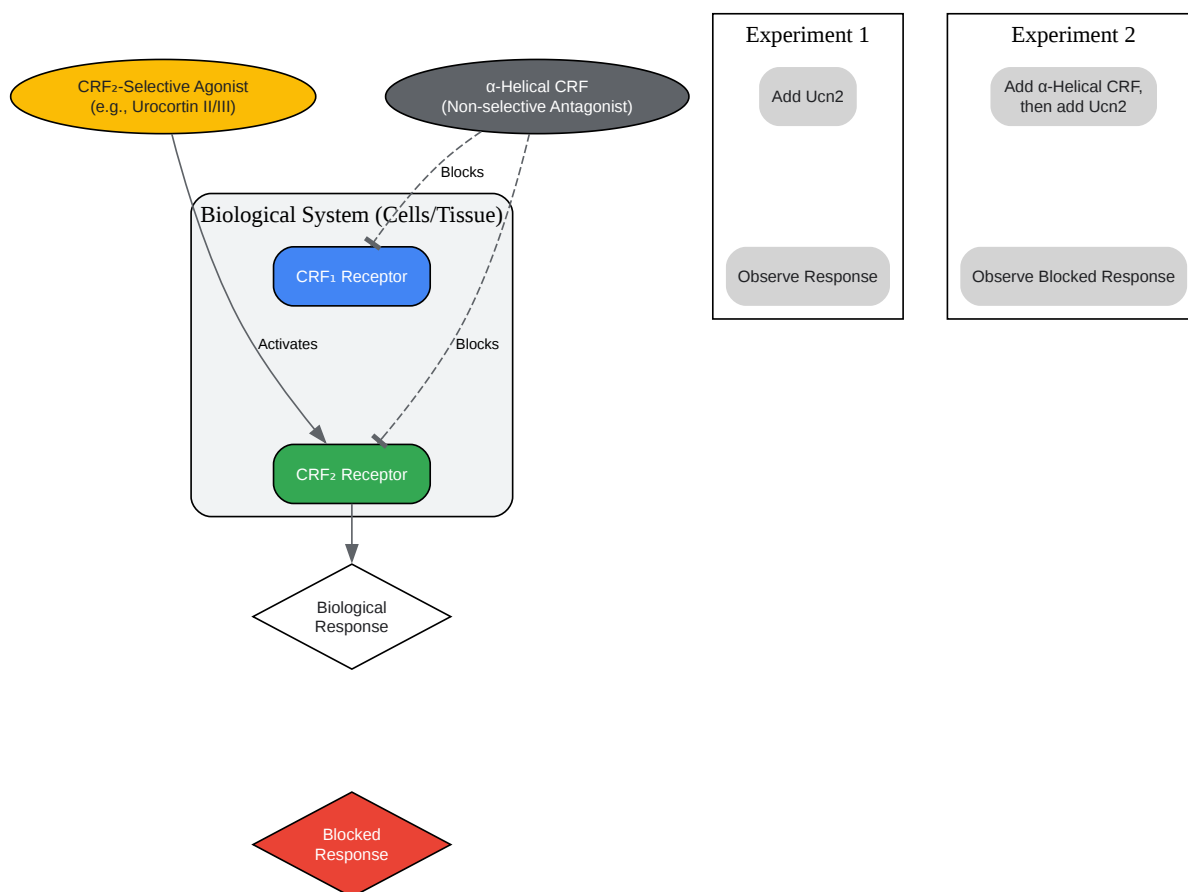 CRF₂-Selective Agonist
(e.g., Urocortin II/III)
α-Helical CRF
(Non-selective Antagonist)
Blocks
Biological System (Cells/Tissue)
CRF₁ Receptor
Activates
Blocks
CRF₂ Receptor
Biological
Response
Blocked
Response
Experiment 1
Add Ucn2
Observe Response
Experiment 2
Add α-Helical CRF,
then add Ucn2
Observe Blocked Response